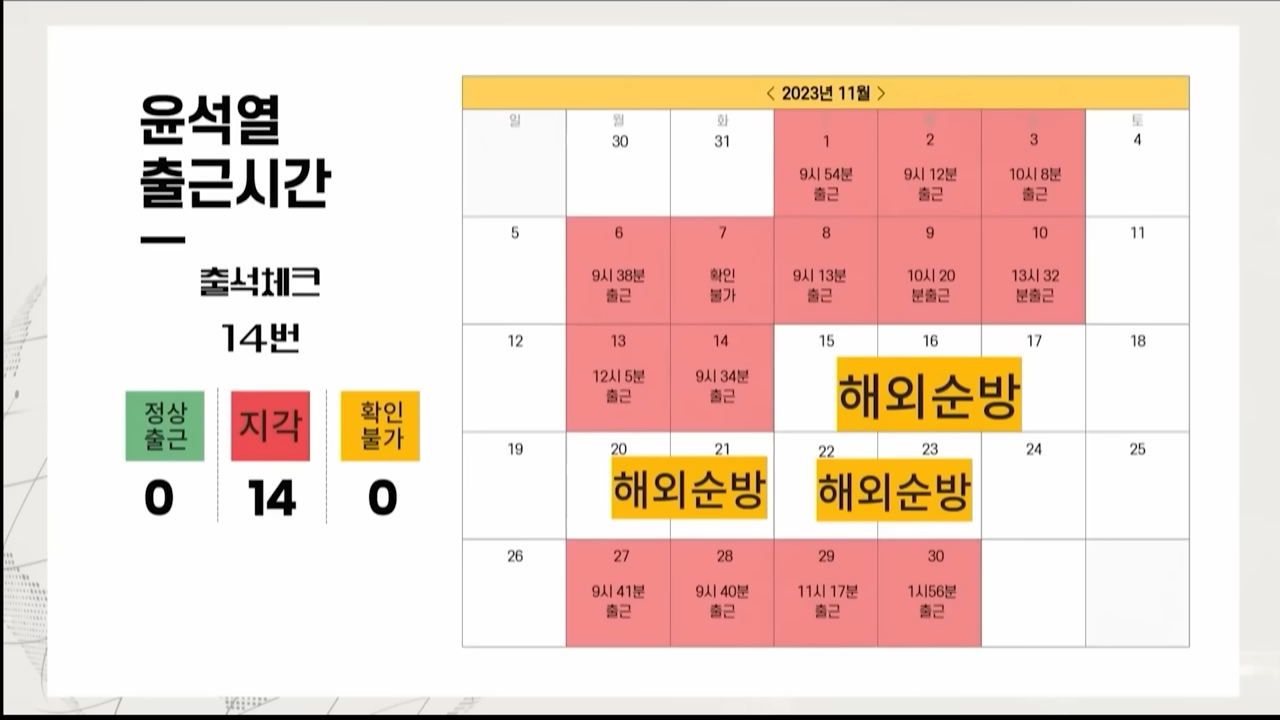 윤석열
출근시간
출석체크
14번
정상
출근
지각
확인
불가
0
14
0
< 2023년 11월 >
일 월 화 토
30 31 1 2 3 4
9시 54분
출근
9시 12분
출근
10시 8분
출근
5 6 7 8 9 10 11
9시 38분
출근
확인
불가
9시 13분
출근
10시 20
분출근
13시 32
분출근
12 13 14 15 16 17 18
12시 5분
출근
9시 34분
출근
해외순방
19 20 21 22 23 24 25
해외순방
해외순방
26 27 28 29 30
9시 41분
출근
9시 40분
출근
11시 17분
출근
1시56분
출근